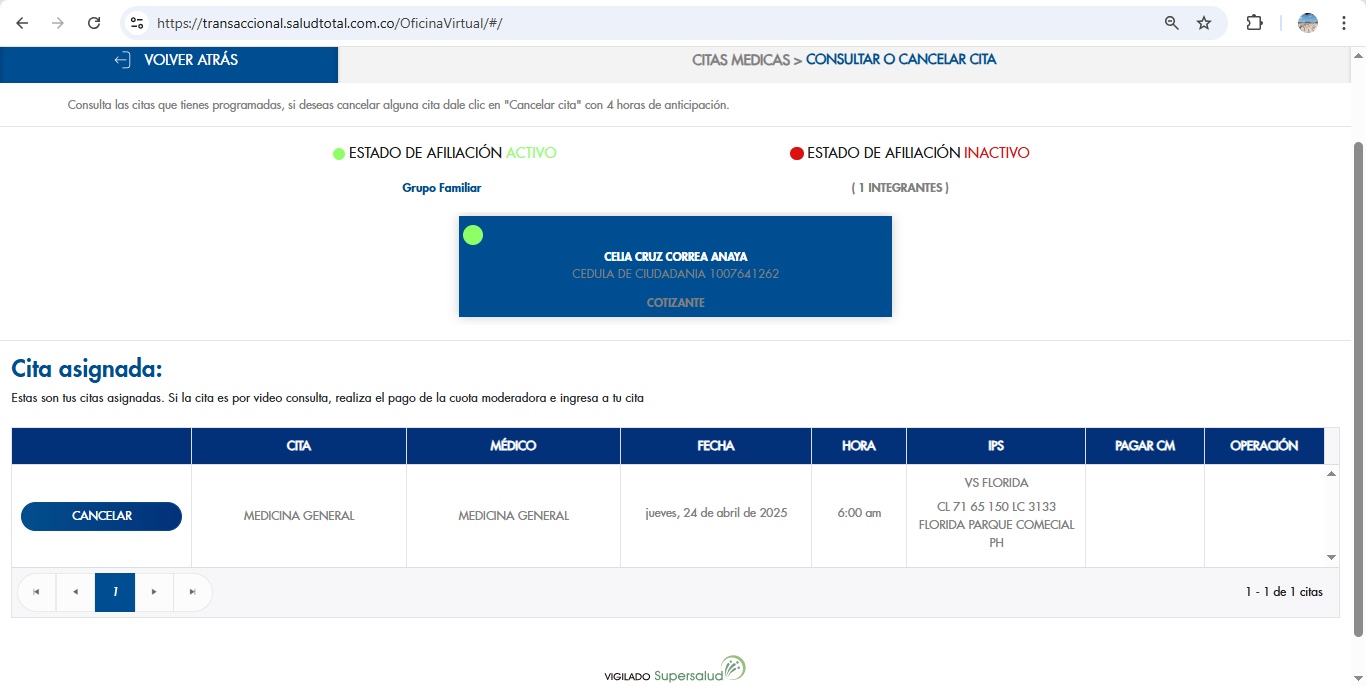 https://transaccional.saludtotal.com.co/OficinaVirtual/#/
VOLVER ATRÁS
CITAS MEDICAS > CONSULTAR O CANCELAR CITA
Consulta las citas que tienes programadas, si deseas cancelar alguna cita dale clic en "Cancelar cita" con 4 horas de anticipación.
ESTADO DE AFILIACIÓN ACTIVO
ESTADO DE AFILIACIÓN INACTIVO
Grupo Familiar
( 1 INTEGRANTES )
CELIA CRUZ CORREA ANAYA
CEDULA DE CIUDADANIA 1007641262
COTIZANTE
Cita asignada:
Estas son tus citas asignadas. Si la cita es por video consulta, realiza el pago de la cuota moderadora e ingresa a tu cita
CITA MÉDICO FECHA HORA IPS PAGAR CM OPERACIÓN
CANCELAR
MEDICINA GENERAL
MEDICINA GENERAL
jueves, 24 de abril de 2025
6:00 am
VS FLORIDA
CL 71 65 150 LC 3133
FLORIDA PARQUE COMECIAL
PH
1
1 - 1 de 1 citas
VIGILADO Supersalud